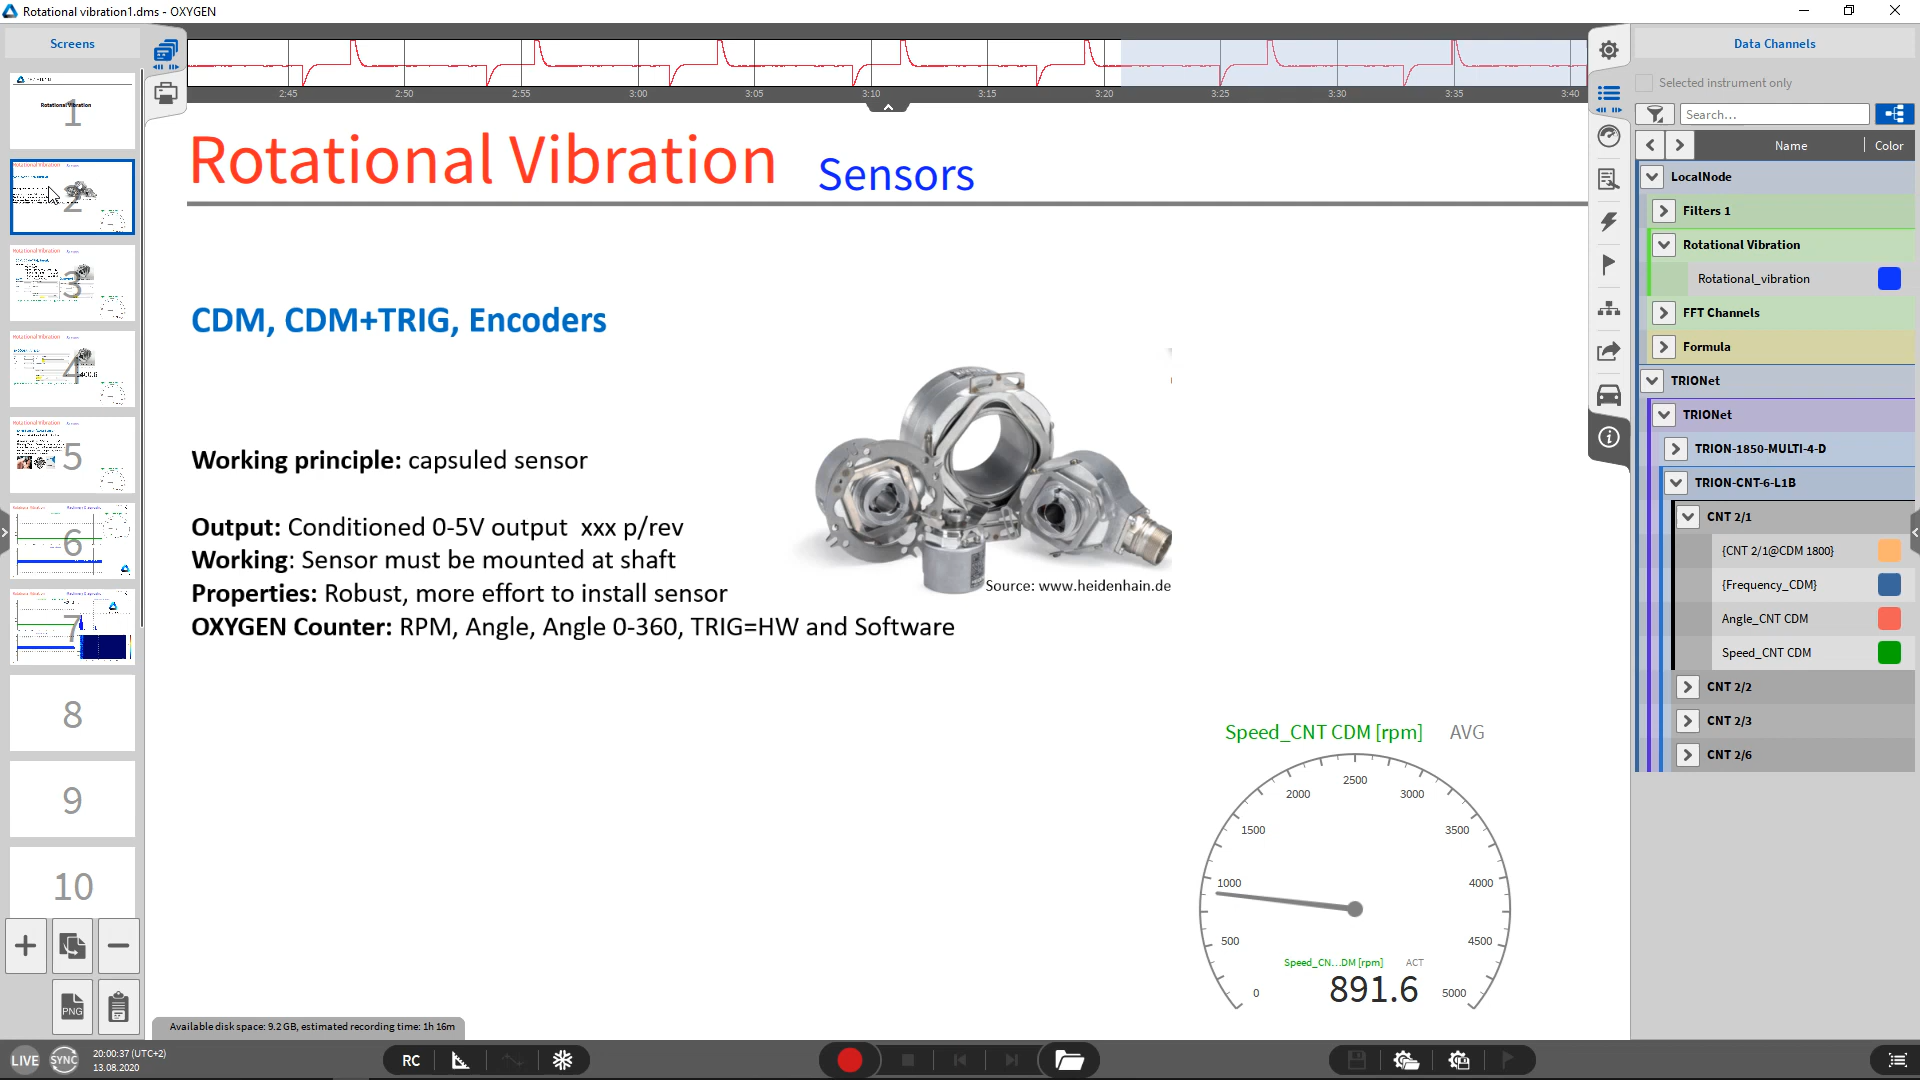 Rotational vibration1.dms - OXYGEN
Screens
Rotational Vibration
1
2
3
4
5
6
7
8
9
10
PNG
2:45
2:50
2:55
3:00
3:05
3:10
3:15
3:20
3:25
3:30
3:35
3:40
Rotational Vibration Sensors
CDM, CDM+TRIG, Encoders
Working principle: capsuled sensor
Output: Conditioned 0-5V output xxx p/rev
Working: Sensor must be mounted at shaft
Properties: Robust, more effort to install sensor
OXYGEN Counter: RPM, Angle, Angle 0-360, TRIG=HW and Software
Source: www.heidenhain.de
Speed_CNT CDM [rpm] AVG
0
500
1000
1500
2000
2500
3000
3500
4000
4500
5000
Speed_CN...DM [rpm] ACT
891.6
Data Channels
Selected instrument only
Search...
Name Color
LocalNode
Filters 1
Rotational Vibration
Rotational_vibration
FFT Channels
Formula
TRIONet
TRIONet
TRION-1850-MULTI-4-D
TRION-CNT-6-L1B
CNT 2/1
{CNT 2/1@CDM 1800}
{Frequency_CDM}
Angle_CNT CDM
Speed_CNT CDM
CNT 2/2
CNT 2/3
CNT 2/6
Available disk space: 9.2 GB, estimated recording time: 1h 16m
LIVE
SYNC
20:00:37 (UTC+2)
13.08.2020
RC